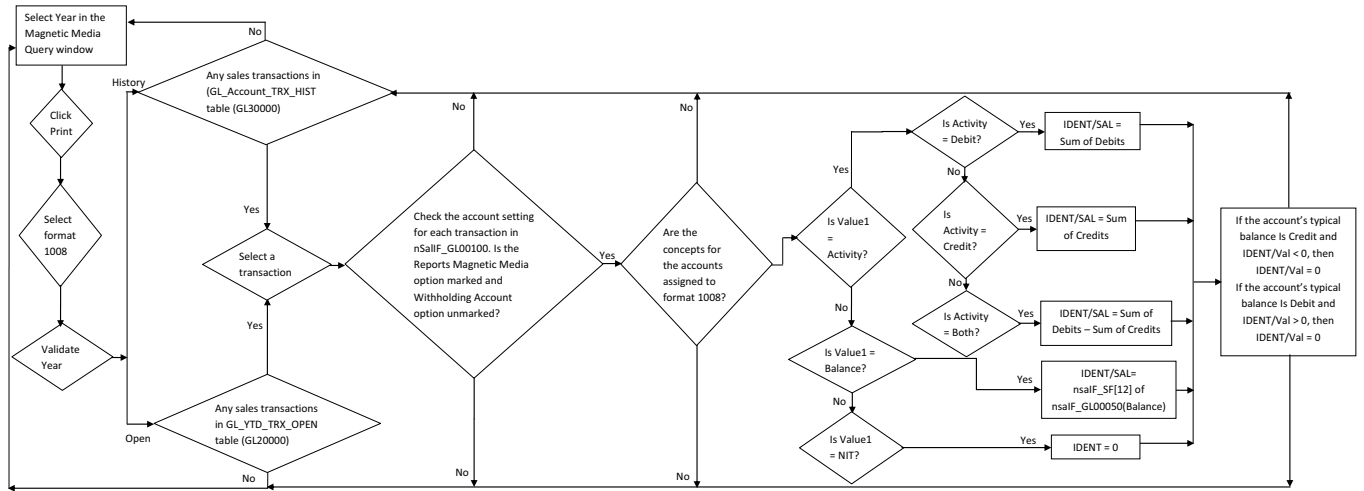 Select Year in the
Magnetic Media
Query window
No
History
Any sales transactions in
(GL_Account_TRX_HIST
table (GL30000)
Click
Print
Select
format
1008
Validate
Year
Yes
Select a
transaction
Yes
Any sales transactions
in GL_YTD_TRX_OPEN
table (GL20000)
Open
No
No
Check the account setting
for each transaction in
nSaIIF_GL00100. Is the
Reports Magnetic Media
option marked and
Withholding Account
option unmarked?
Yes
No
No
Are the
concepts for
the accounts
assigned to
format 1008?
No
Yes
Is Value1
=
Activity?
No
Is Value1 =
Balance?
No
Is Value1
= NIT?
Is Activity
= Debit?
Yes
IDENT/SAL =
Sum of Debits
No
Is
Activity =
Credit?
Yes
IDENT/SAL = Sum
of Credits
No
Is Activity
= Both?
Yes
IDENT/SAL = Sum of
Debits – Sum of Credits
Yes
IDENT/SAL=
nsaIF_SF[12] of
nsaIF_GL00050(Balance)
Yes
IDENT = 0
If the account’s typical
balance Is Credit and
IDENT/Val < 0, then
IDENT/Val = 0
If the account’s typical
balance Is Debit and
IDENT/Val > 0, then
IDENT/Val = 0